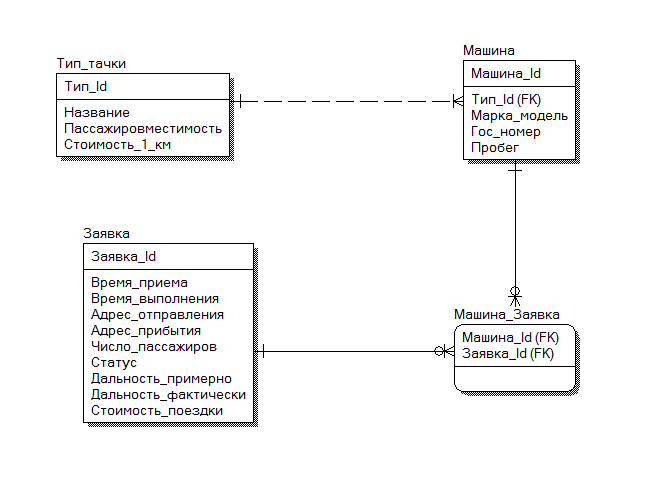 Тип_тачки
Тип_Id
Название
Пассажировместимость
Стоимость_1_км
Машина
Машина_Id
Тип_Id (FK)
Марка_модель
Гос_номер
Пробег
Заявка
Заявка_Id
Время_приема
Время_выполнения
Адрес_отправления
Адрес_прибытия
Число_пассажиров
Статус
Дальность_примерно
Дальность_фактически
Стоимость_поездки
Машина_Заявка
Машина_Id (FK)
Заявка_Id (FK)